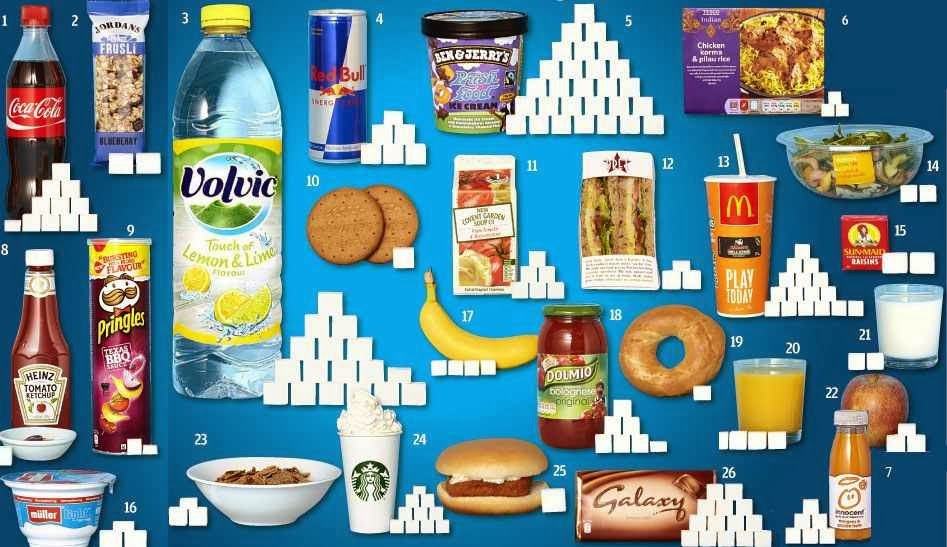 1
Coca-Cola
2
JORDANS
FRUSLI
BLUEBERRY
3
Volvic
Touch of
Lemon & Lime
FLAVOUR
4
Red Bull
ENERGY
BEN & JERRY'S
Phish
Food
ICE CREAM
5
TESCO
Indian
Chicken
korma
& pilau rice
6
10
11
NEW
COVENT GARDEN
SOUP CO
12
PRET
13
M
PLAY
TODAY
14
15
SUN-MAID
RAISINS
8
HEINZ
TOMATO
KETCHUP
9
"BURSTING
FLAVOUR"
Pringles
TEXAS
BBQ
SAUCE
17
18
DOLMIO
bolognese
original
19
20
21
22
müller
light
16
23
24
25
Galaxy
26
innocent
7